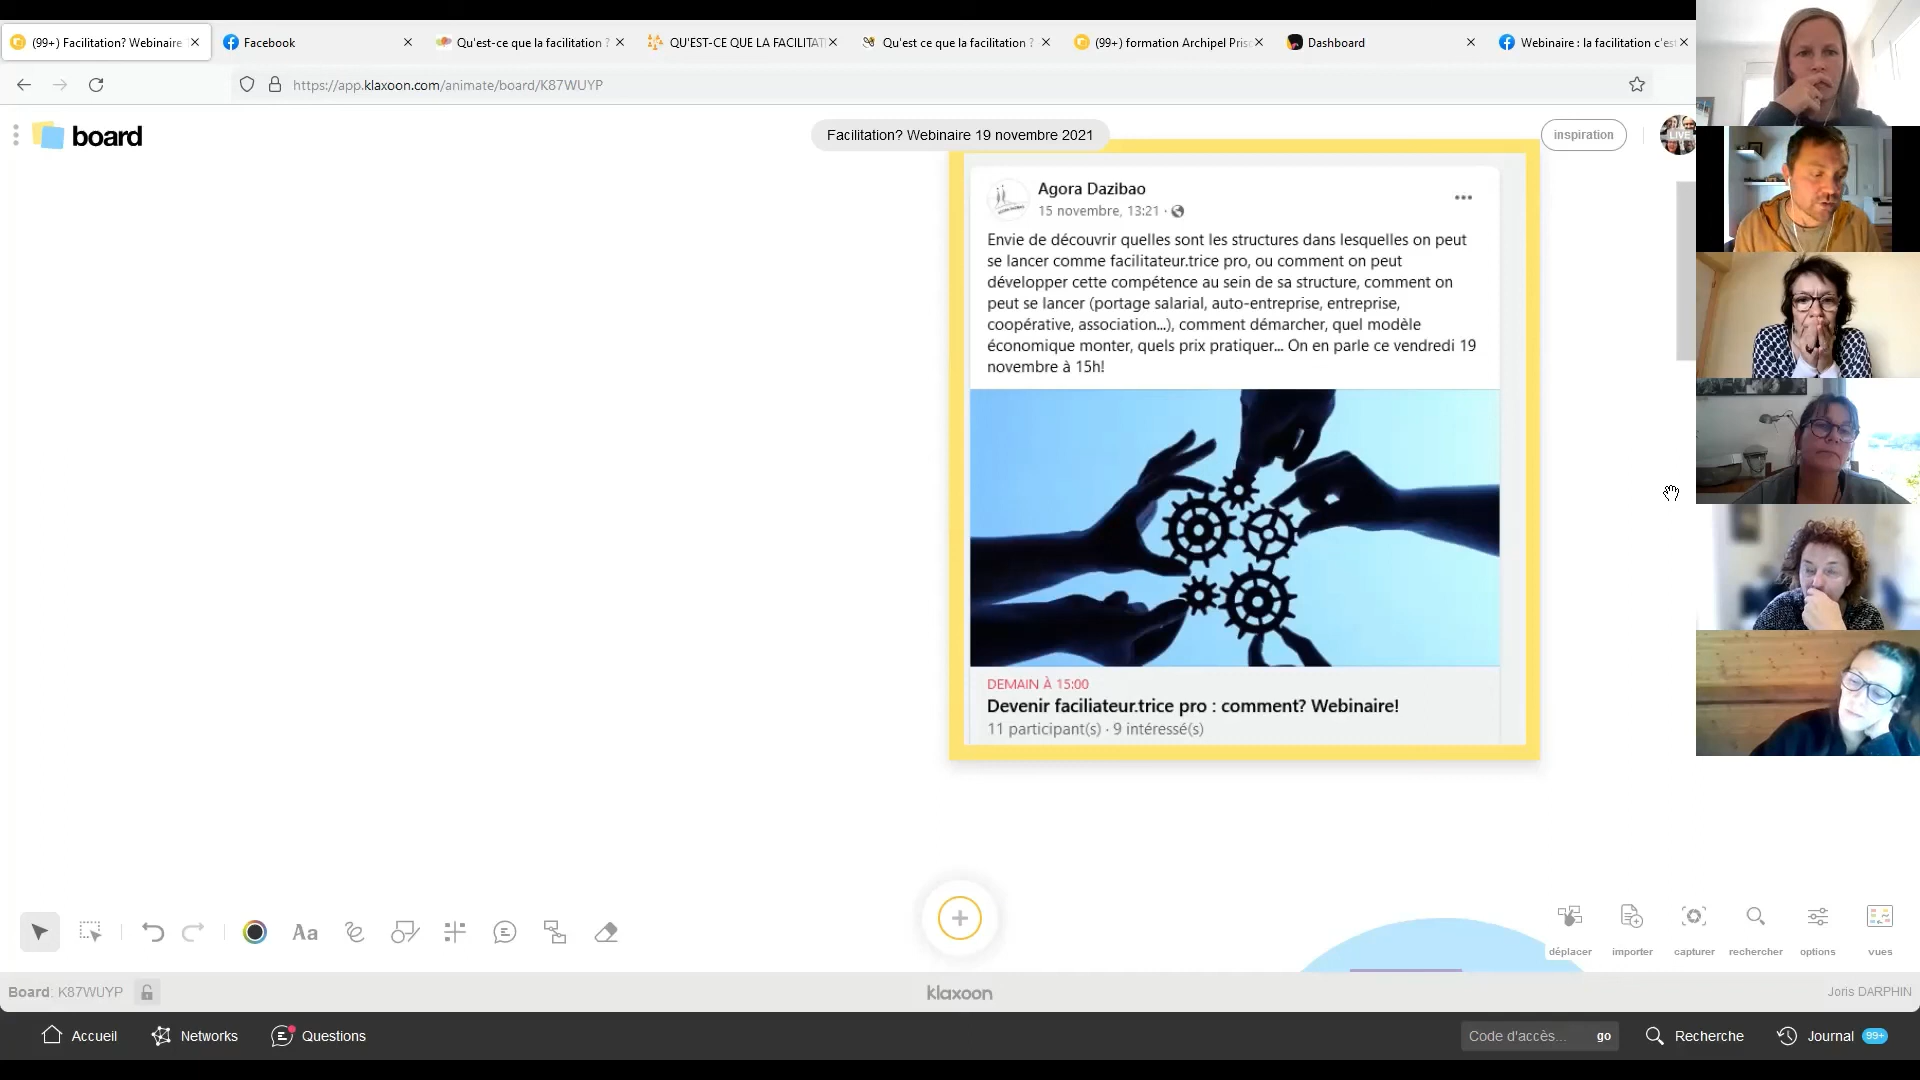 (99+) Facilitation? Webinaire
Facebook
Qu'est-ce que la facilitation ?
QU'EST-CE QUE LA FACILITAT
Qu'est ce que la facilitation ?
(99+) formation Archipel Prisc
Dashboard
Webinaire : la facilitation c'es
https://app.klaxoon.com/animate/board/K87WUYP
board
Facilitation? Webinaire 19 novembre 2021
inspiration
LIVE
Agora Dazibao
15 novembre, 13:21 ·
Envie de découvrir quelles sont les structures dans lesquelles on peut
se lancer comme facilitateur.trice pro, ou comment on peut
développer cette compétence au sein de sa structure, comment on
peut se lancer (portage salarial, auto-entreprise, entreprise,
coopérative, association...), comment démarcher, quel modèle
économique monter, quels prix pratiquer... On en parle ce vendredi 19
novembre à 15h!
DEMAIN À 15:00
Devenir faciliateur.trice pro : comment? Webinaire!
11 participant(s) · 9 intéressé(s)
Aa
déplacer
importer
capturer
rechercher
options
vues
Board: K87WUYP
klaxoon
Joris DARPHIN
Accueil
Networks
Questions
Code d'accès...
go
Recherche
Journal
99+